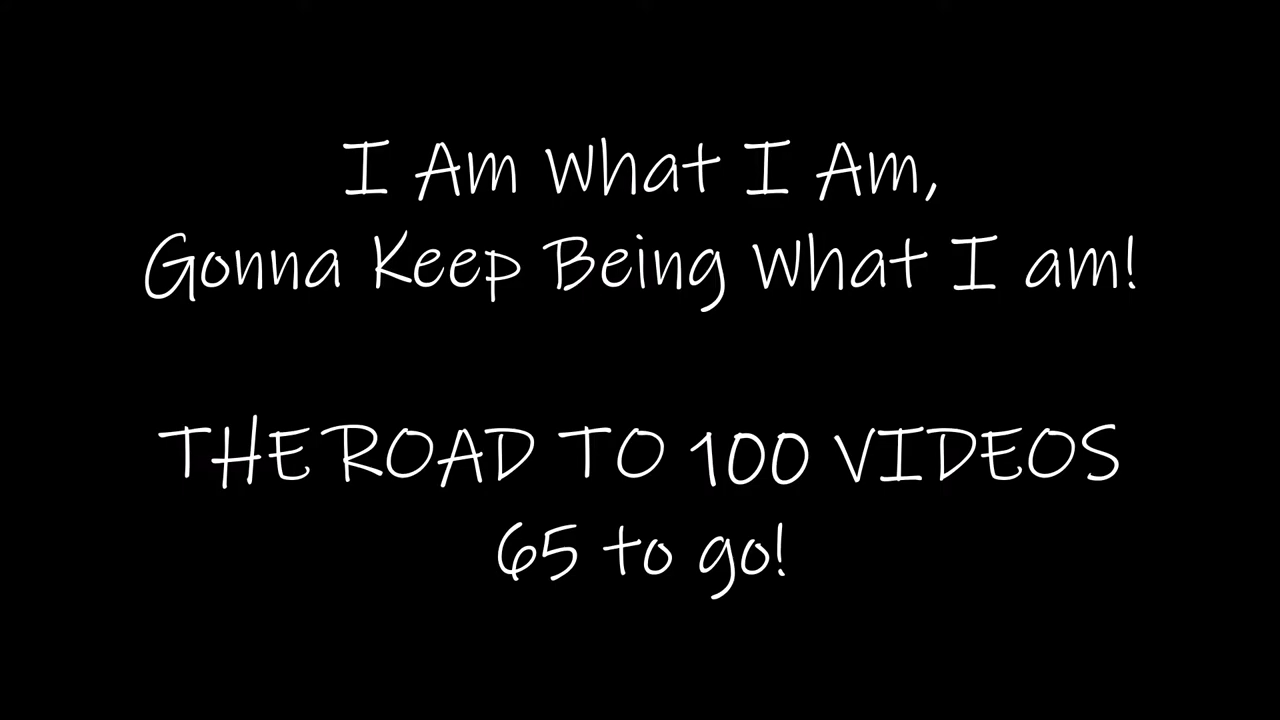 I Am What I Am,
Gonna Keep Being What I am!
THE ROAD TO 100 VIDEOS
65 to go!